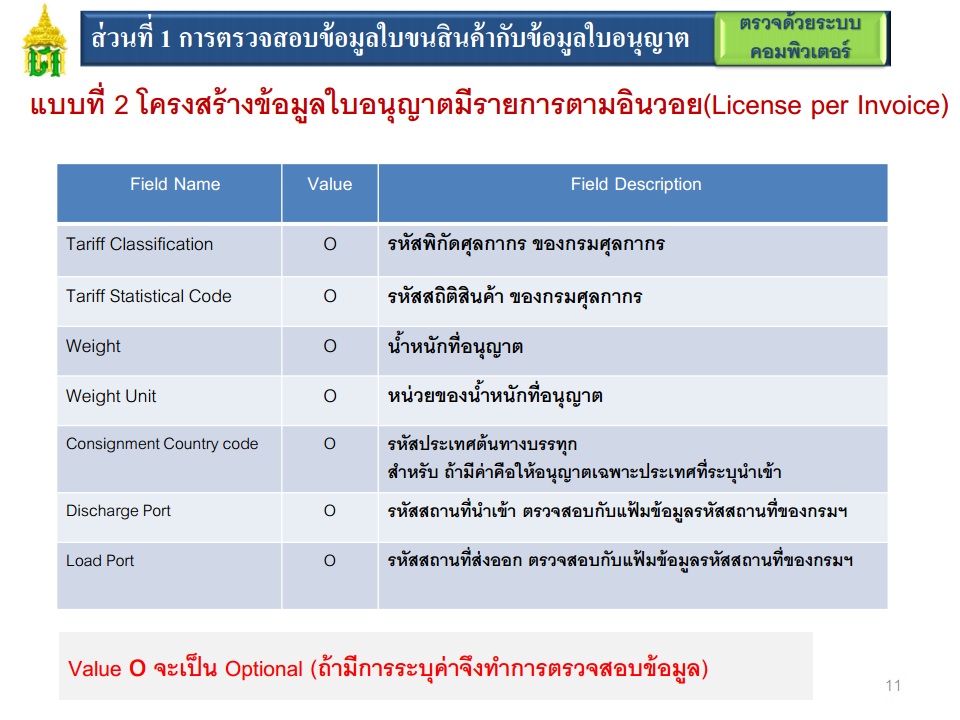 ส่วนที่ 1 การตรวจสอบข้อมูลใบขนสินค้ากับข้อมูลใบอนุญาต
ตรวจด้วยระบบ
คอมพิวเตอร์
แบบที่ 2 โครงสร้างข้อมูลใบอนุญาตมีรายการตามอินวอย(License per Invoice)
Field Name Value Field Description
Tariff Classification O รหัสพิกัดศุลกากร ของกรมศุลกากร
Tariff Statistical Code O รหัสสถิติสินค้า ของกรมศุลกากร
Weight O น้ำหนักที่อนุญาต
Weight Unit O หน่วยของน้ำหนักที่อนุญาต
Consignment Country code O รหัสประเทศต้นทางบรรทุก
สำหรับ ถ้ามีค่าคือให้อนุญาตเฉพาะประเทศที่ระบุนำเข้า
Discharge Port O รหัสสถานที่นำเข้า ตรวจสอบกับแฟ้มข้อมูลรหัสสถานที่ของกรมฯ
Load Port O รหัสสถานที่ส่งออก ตรวจสอบกับแฟ้มข้อมูลรหัสสถานที่ของกรมฯ
Value O จะเป็น Optional (ถ้ามีการระบุค่าจึงทำการตรวจสอบข้อมูล)
11